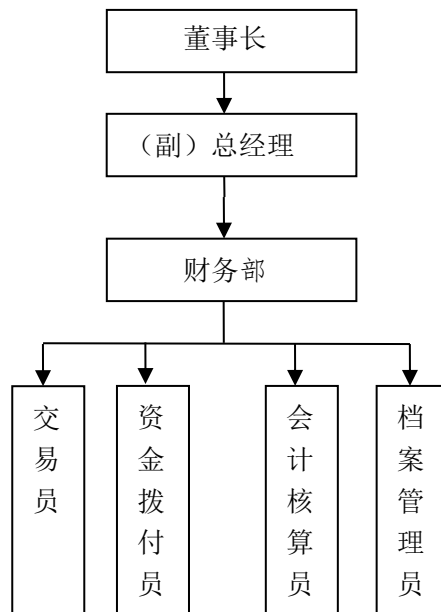 董事长
（副）总经理
财务部
交易员
资金拨付员
会计核算员
档案管理员